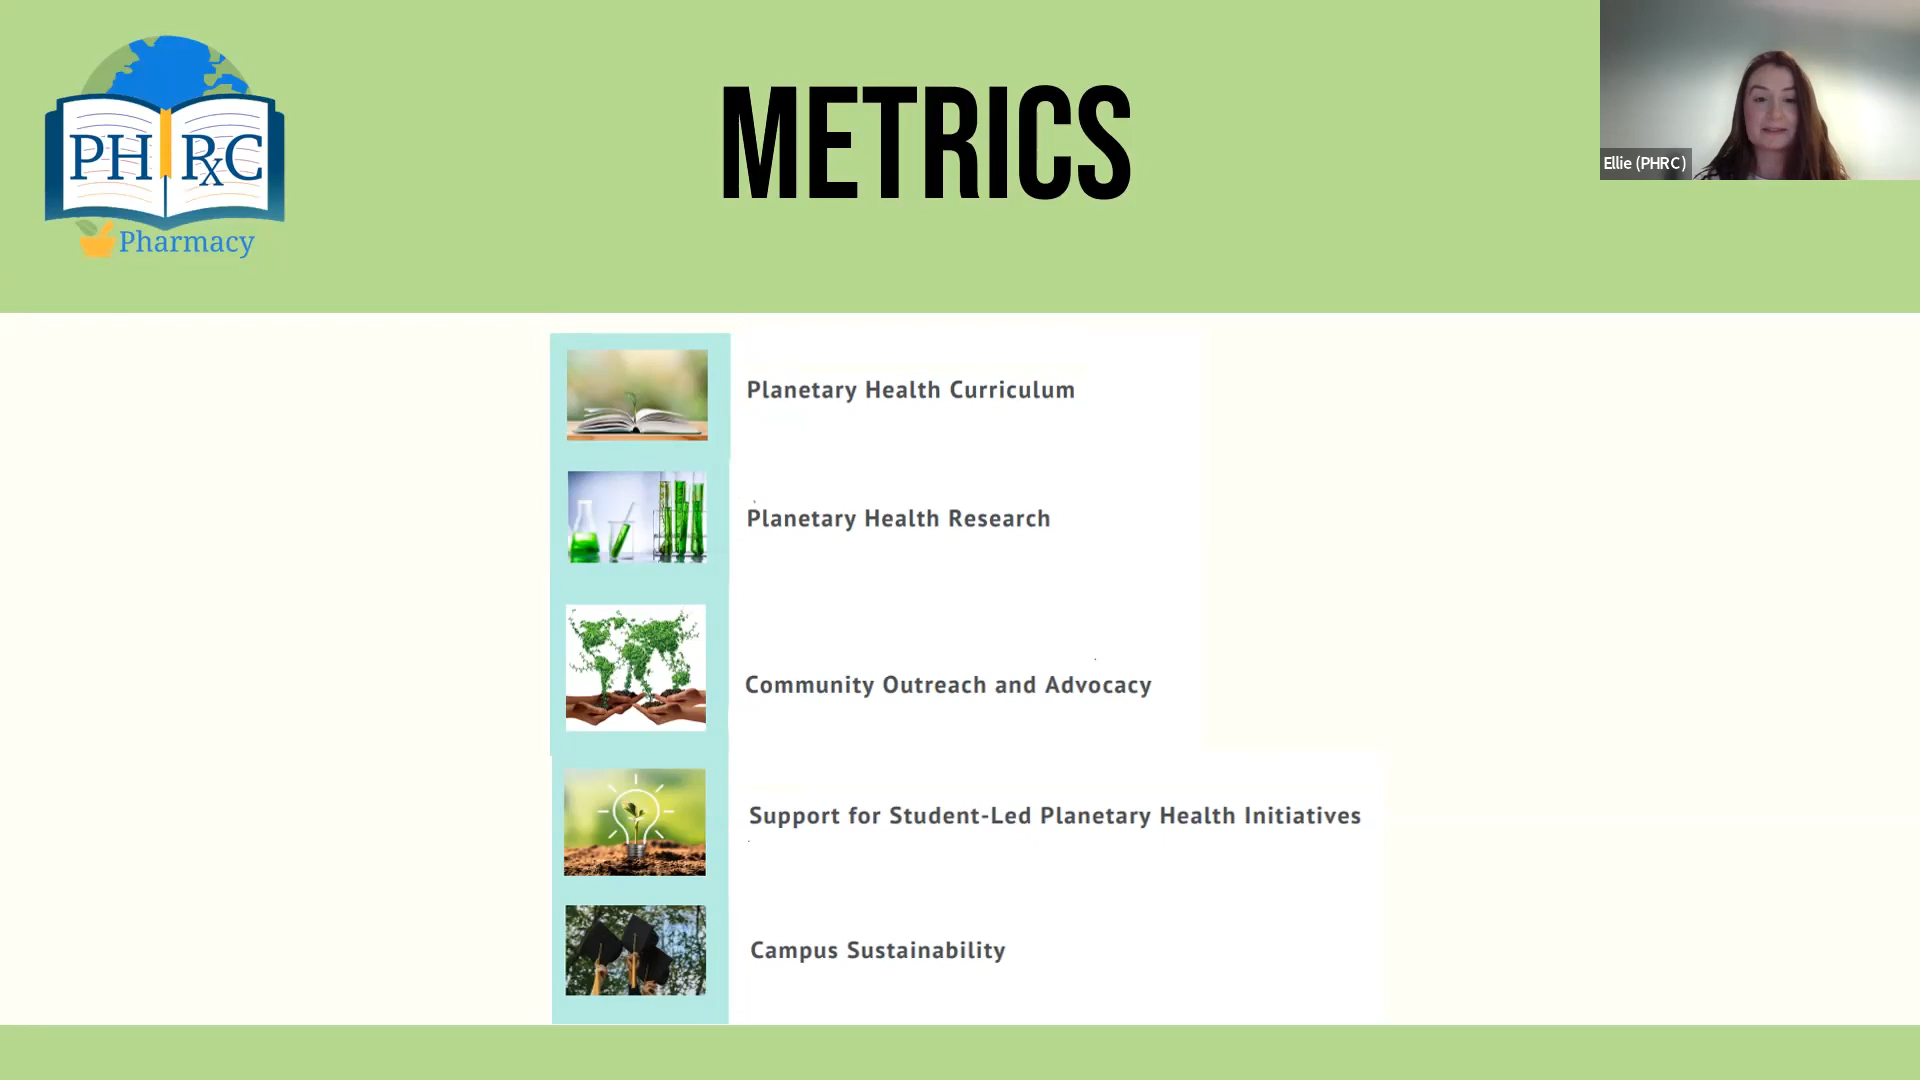 PH RxC
Pharmacy
METRICS
Ellie (PHRC)
Planetary Health Curriculum
Planetary Health Research
Community Outreach and Advocacy
Support for Student-Led Planetary Health Initiatives
Campus Sustainability